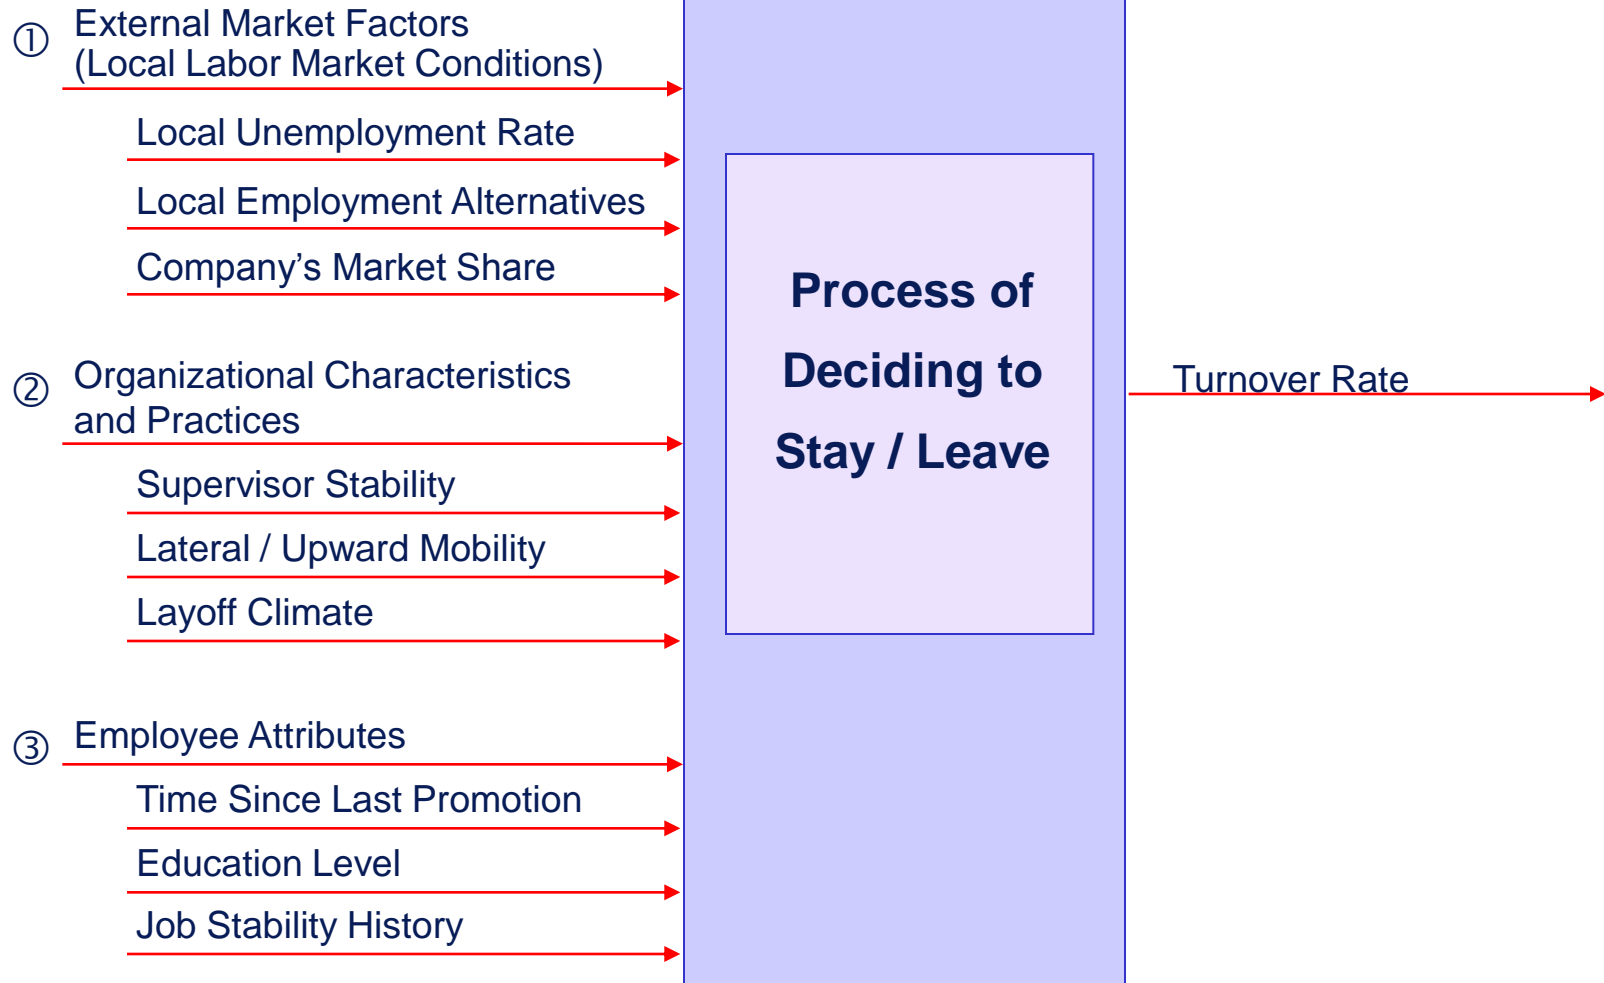 ① External Market Factors
(Local Labor Market Conditions)
Local Unemployment Rate
Local Employment Alternatives
Company’s Market Share
② Organizational Characteristics
and Practices
Supervisor Stability
Lateral / Upward Mobility
Layoff Climate
③ Employee Attributes
Time Since Last Promotion
Education Level
Job Stability History
Process of
Deciding to
Stay / Leave
Turnover Rate